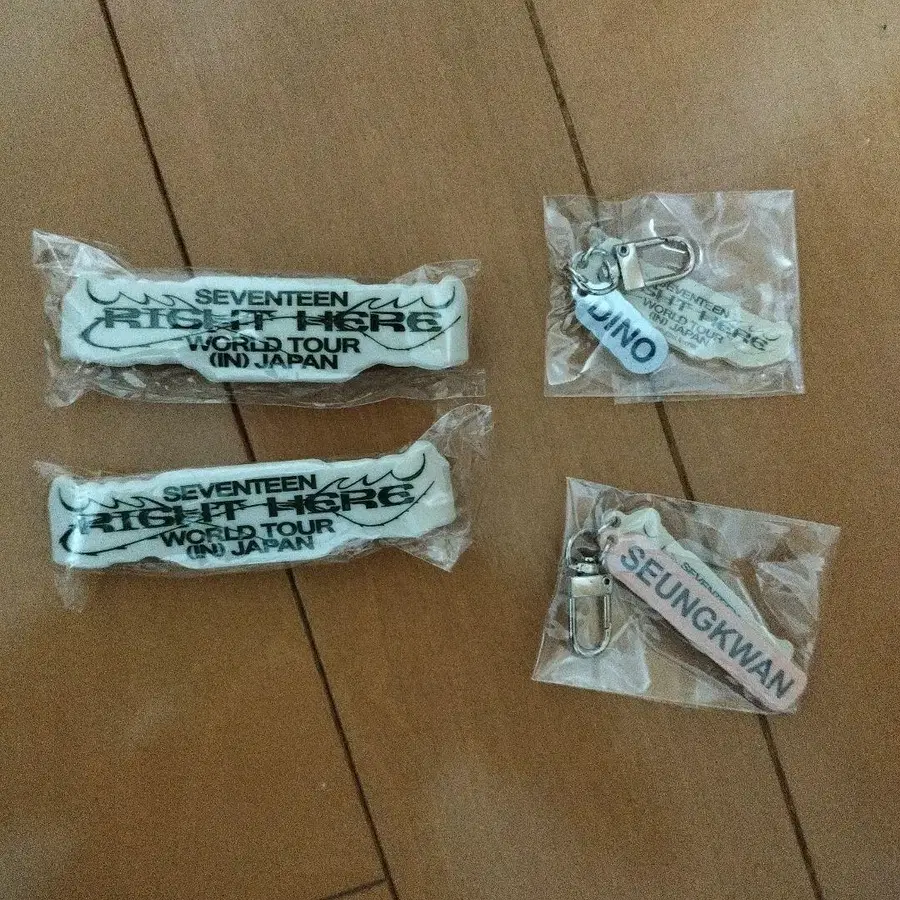 SEVENTEEN
RIGHT HERE
WORLD TOUR
(IN) JAPAN
SEVENTEEN
HT HERE
WORLD TOUR
(IN) JAPAN
DINO
SEVENTEEN
RIGHT HERE
WORLD TOUR
(IN) JAPAN
SEUNGKWAN